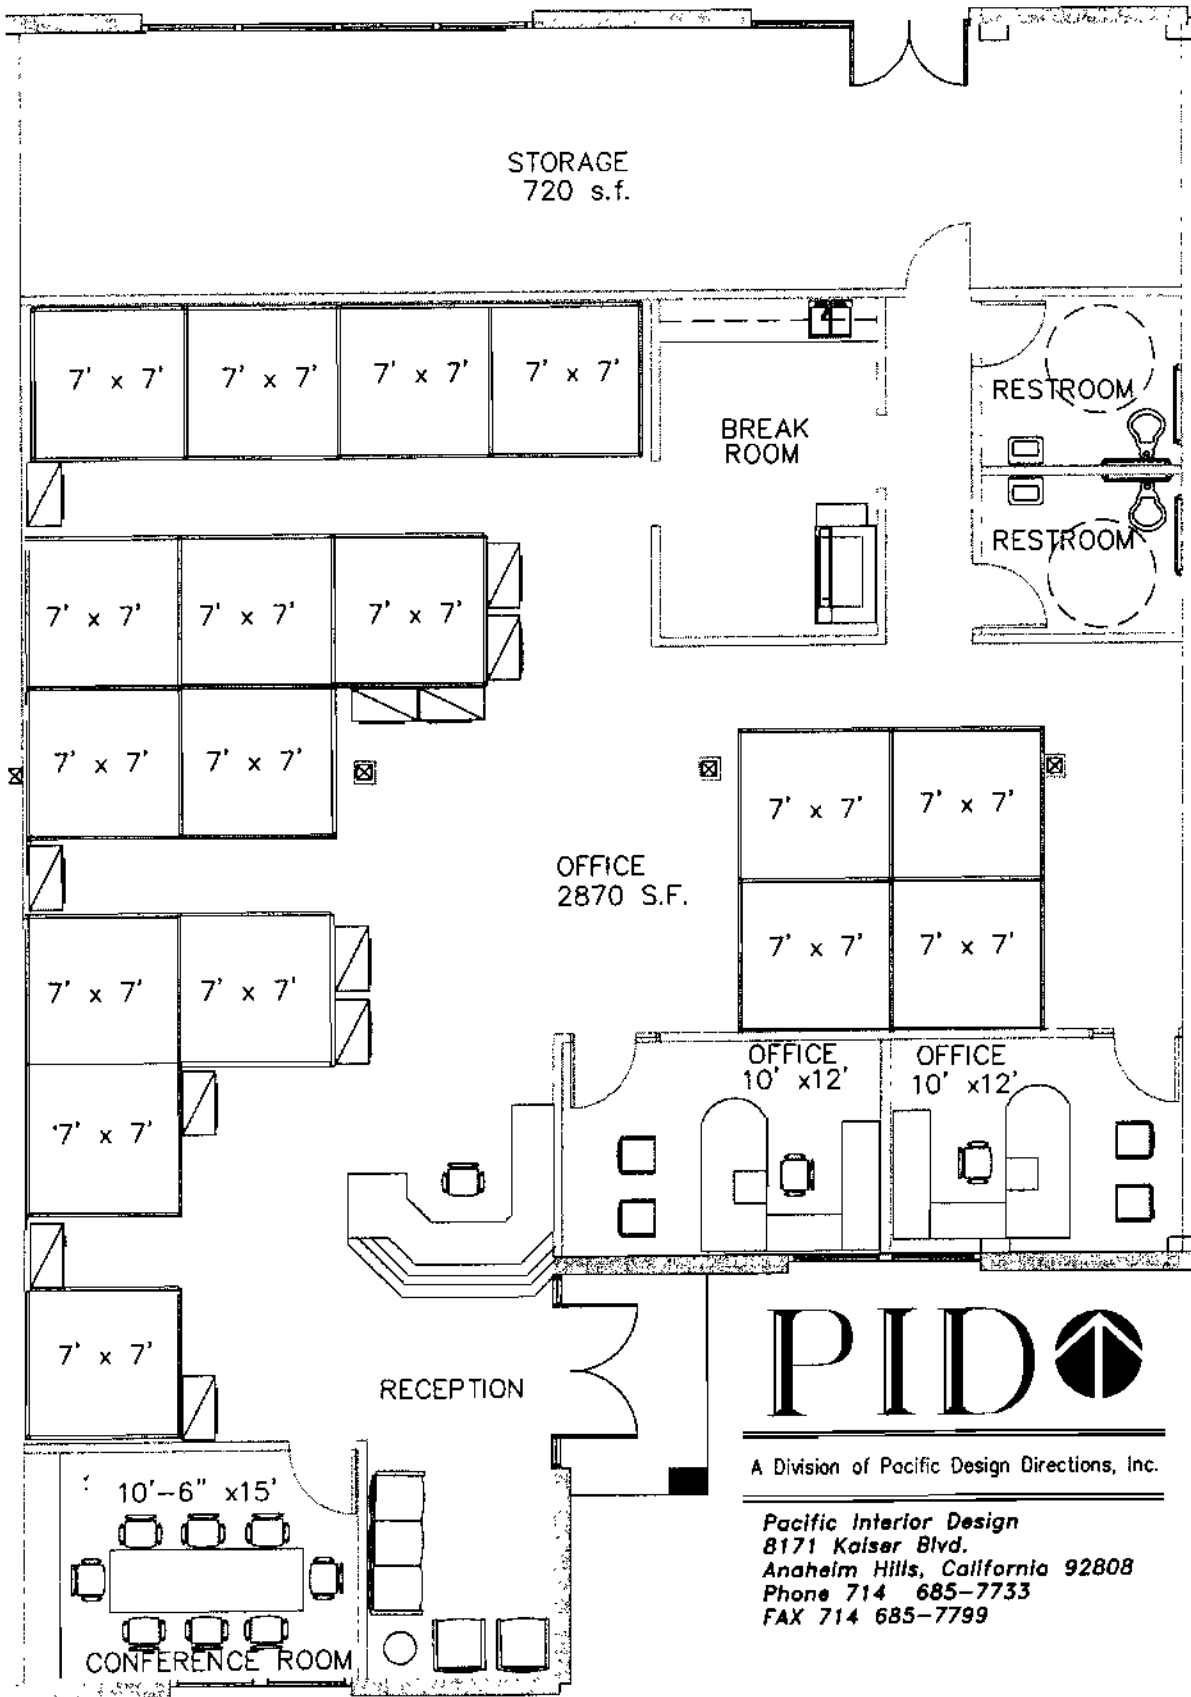 STORAGE
720 s.f.
7' x 7'
7' x 7'
7' x 7'
7' x 7'
BREAK
ROOM
RESTROOM
RESTROOM
7' x 7'
7' x 7'
7' x 7'
7' x 7'
7' x 7'
7' x 7'
7' x 7'
OFFICE
2870 S.F.
7' x 7'
7' x 7'
7' x 7'
7' x 7'
OFFICE
10' x12'
OFFICE
10' x12'
7' x 7'
7' x 7'
RECEPTION
10'-6" x15'
CONFERENCE ROOM
PID
A Division of Pacific Design Directions, Inc.
Pacific Interior Design
8171 Kaiser Blvd.
Anaheim Hills, California 92808
Phone 714 685-7733
FAX 714 685-7799